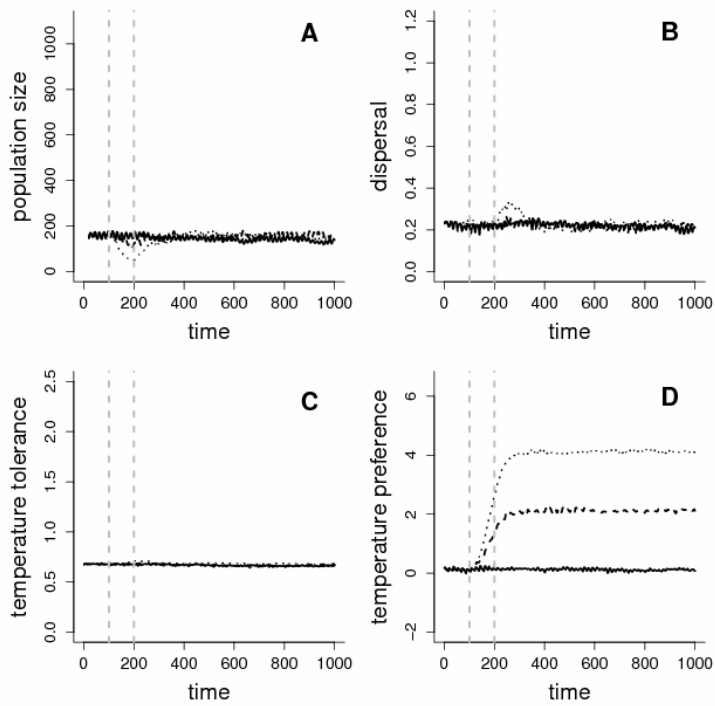 A
population size
0
200
400
600
800
1000
0 200 400 600 800 1000
time
B
dispersal
0.0
0.2
0.4
0.6
0.8
1.0
1.2
0 200 400 600 800 1000
time
C
temperature tolerance
0.0
0.5
1.0
1.5
2.0
2.5
0 200 400 600 800 1000
time
D
temperature preference
-2
0
2
4
6
0 200 400 600 800 1000
time